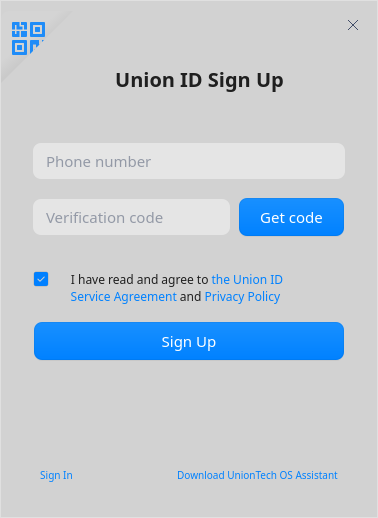 Union ID Sign Up
Phone number
Verification code
Get code
I have read and agree to the Union ID
Service Agreement and Privacy Policy
Sign Up
Sign In
Download UnionTech OS Assistant